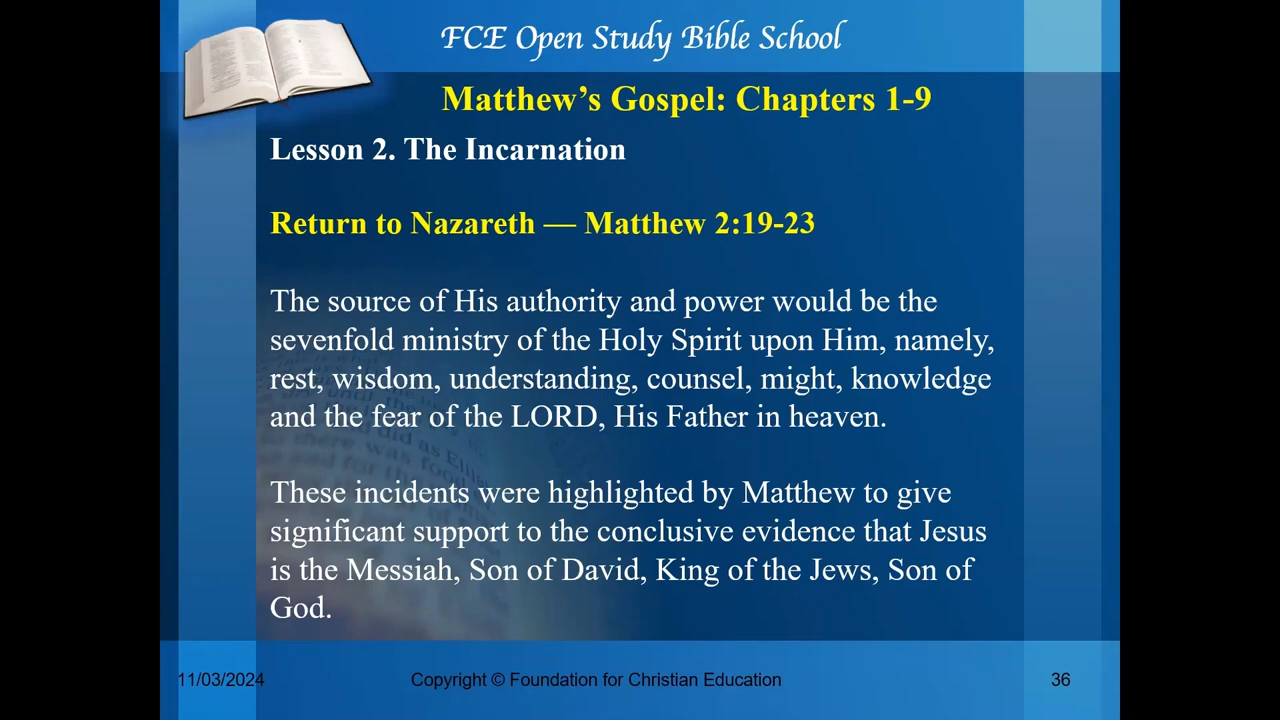 FCE Open Study Bible School
Matthew’s Gospel: Chapters 1-9
Lesson 2. The Incarnation
Return to Nazareth — Matthew 2:19-23
The source of His authority and power would be the
sevenfold ministry of the Holy Spirit upon Him, namely,
rest, wisdom, understanding, counsel, might, knowledge
and the fear of the LORD, His Father in heaven.
These incidents were highlighted by Matthew to give
significant support to the conclusive evidence that Jesus
is the Messiah, Son of David, King of the Jews, Son of
God.
11/03/2024
Copyright © Foundation for Christian Education
36